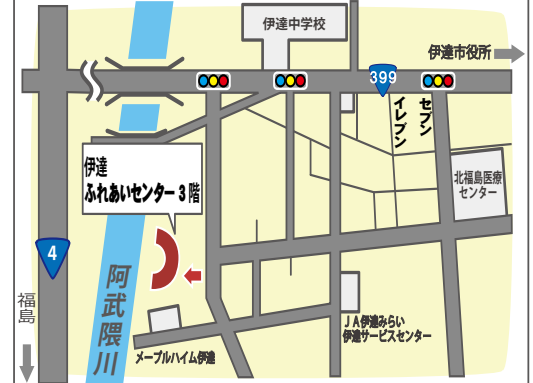 伊達中学校
伊達市役所
399
セブン
イレブン
伊達
ふれあいセンター３階
北福島医療
センター
4
阿武隈川
福島
ＪＡ伊達みらい
伊達サービスセンター
メープルハイム伊達